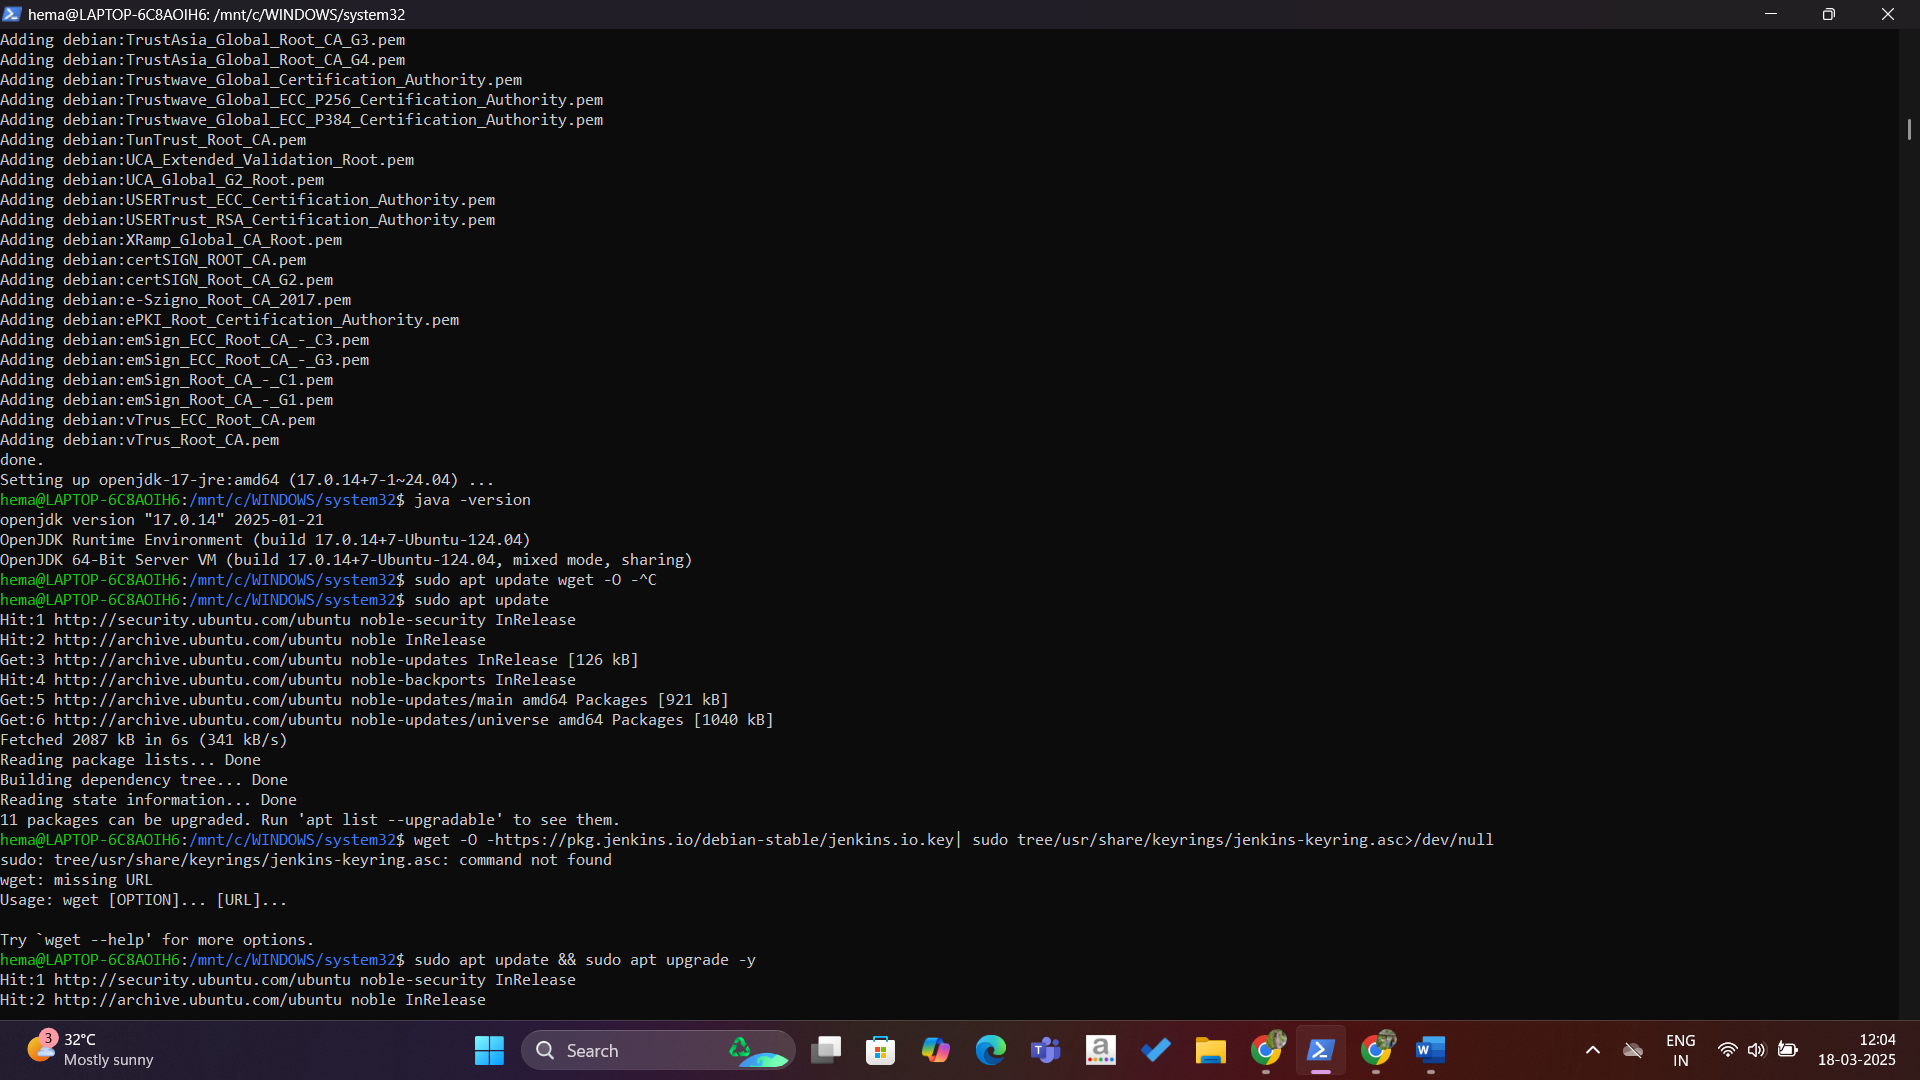 hema@LAPTOP-6C8AOIH6: /mnt/c/WINDOWS/system32
Adding debian:TrustAsia_Global_Root_CA_G3.pem
Adding debian:TrustAsia_Global_Root_CA_G4.pem
Adding debian:Trustwave_Global_Certification_Authority.pem
Adding debian:Trustwave_Global_ECC_P256_Certification_Authority.pem
Adding debian:Trustwave_Global_ECC_P384_Certification_Authority.pem
Adding debian:TunTrust_Root_CA.pem
Adding debian:UCA_Extended_Validation_Root.pem
Adding debian:UCA_Global_G2_Root.pem
Adding debian:USERTrust_ECC_Certification_Authority.pem
Adding debian:USERTrust_RSA_Certification_Authority.pem
Adding debian:XRamp_Global_CA_Root.pem
Adding debian:certSIGN_ROOT_CA.pem
Adding debian:certSIGN_Root_CA_G2.pem
Adding debian:e-Szigno_Root_CA_2017.pem
Adding debian:ePKI_Root_Certification_Authority.pem
Adding debian:emSign_ECC_Root_CA_-_C3.pem
Adding debian:emSign_ECC_Root_CA_-_G3.pem
Adding debian:emSign_Root_CA_-_C1.pem
Adding debian:emSign_Root_CA_-_G1.pem
Adding debian:vTrus_ECC_Root_CA.pem
Adding debian:vTrus_Root_CA.pem
done.
Setting up openjdk-17-jre:amd64 (17.0.14+7-1~24.04) ...
hema@LAPTOP-6C8AOIH6:/mnt/c/WINDOWS/system32$ java -version
openjdk version "17.0.14" 2025-01-21
OpenJDK Runtime Environment (build 17.0.14+7-Ubuntu-124.04)
OpenJDK 64-Bit Server VM (build 17.0.14+7-Ubuntu-124.04, mixed mode, sharing)
hema@LAPTOP-6C8AOIH6:/mnt/c/WINDOWS/system32$ sudo apt update wget -O -^C
hema@LAPTOP-6C8AOIH6:/mnt/c/WINDOWS/system32$ sudo apt update
Hit:1 http://security.ubuntu.com/ubuntu noble-security InRelease
Hit:2 http://archive.ubuntu.com/ubuntu noble InRelease
Get:3 http://archive.ubuntu.com/ubuntu noble-updates InRelease [126 kB]
Hit:4 http://archive.ubuntu.com/ubuntu noble-backports InRelease
Get:5 http://archive.ubuntu.com/ubuntu noble-updates/main amd64 Packages [921 kB]
Get:6 http://archive.ubuntu.com/ubuntu noble-updates/universe amd64 Packages [1040 kB]
Fetched 2087 kB in 6s (341 kB/s)
Reading package lists... Done
Building dependency tree... Done
Reading state information... Done
11 packages can be upgraded. Run 'apt list --upgradable' to see them.
hema@LAPTOP-6C8AOIH6:/mnt/c/WINDOWS/system32$ wget -O -https://pkg.jenkins.io/debian-stable/jenkins.io.key| sudo tree/usr/share/keyrings/jenkins-keyring.asc>/dev/null
sudo: tree/usr/share/keyrings/jenkins-keyring.asc: command not found
wget: missing URL
Usage: wget [OPTION]... [URL]...
Try `wget --help' for more options.
hema@LAPTOP-6C8AOIH6:/mnt/c/WINDOWS/system32$ sudo apt update && sudo apt upgrade -y
Hit:1 http://security.ubuntu.com/ubuntu noble-security InRelease
Hit:2 http://archive.ubuntu.com/ubuntu noble InRelease
3
32°C
Mostly sunny
Search
ENG
IN
12:04
18-03-2025